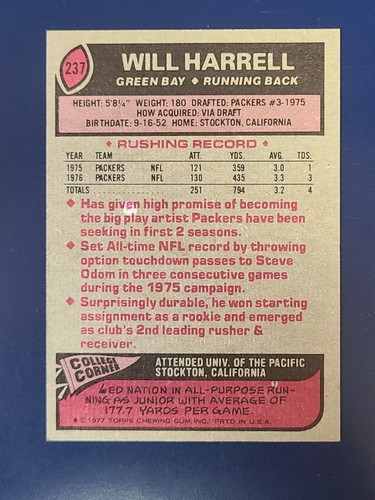 237
WILL HARRELL
GREEN BAY ◆ RUNNING BACK
HEIGHT: 5'8¼" WEIGHT: 180 DRAFTED: PACKERS #3-1975
HOW ACQUIRED: VIA DRAFT
BIRTHDATE: 9-16-52 HOME: STOCKTON, CALIFORNIA
◆ RUSHING RECORD ◆
YEAR TEAM ATT. YDS. AVG. TDS.
1975 PACKERS NFL 121 359 3.0 1
1976 PACKERS NFL 130 435 3.3 3
TOTALS 251 794 3.2 4
◆ Has given high promise of becoming
the big play artist Packers have been
seeking in first 2 seasons.
◆ Set All-time NFL record by throwing
option touchdown passes to Steve
Odom in three consecutive games
during the 1975 campaign.
◆ Surprisingly durable, he won starting
assignment as a rookie and emerged
as club's 2nd leading rusher &
receiver.
COLLEGE
CORNER
ATTENDED UNIV. OF THE PACIFIC
STOCKTON, CALIFORNIA
LED NATION IN ALL-PURPOSE RUN-
NING AS JUNIOR WITH AVERAGE OF
177.7 YARDS PER GAME.
* © 1977 TOPPS CHEWING GUM, INC. PRTD. IN U.S.A.